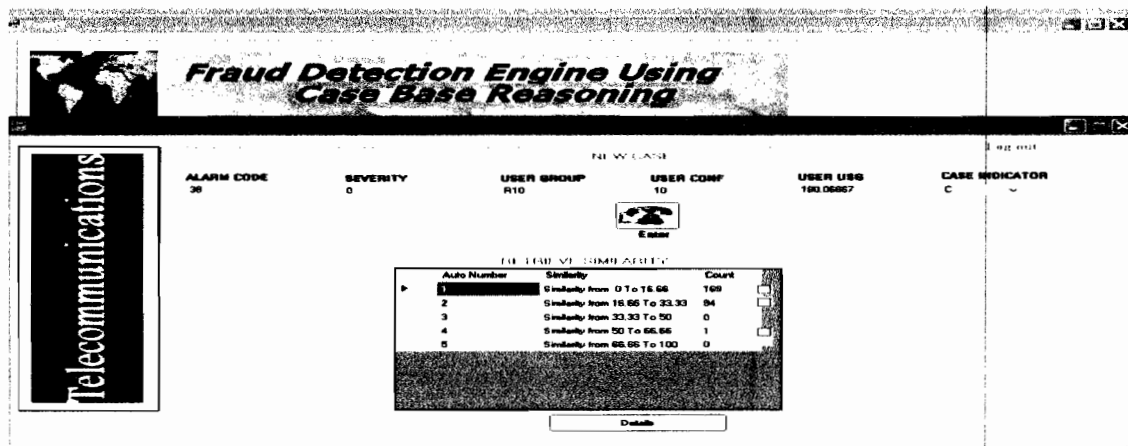 Fraud Detection Engine Using
Case Base Reasoning
Telecommunications
Log out
NEW CASE
ALARM CODE SEVERITY USER GROUP USER CONF USER USG CASE INDICATOR
38 0 R10 10 C
Enter
RETRIEVE SIMILARITY
Auto Number Similarity Count
1 Similarity from 0 To 16.66 169
2 Similarity from 16.66 To 33.33 94
3 Similarity from 33.33 To 50 0
4 Similarity from 50 To 66.66 1
5 Similarity from 66.66 To 100 0
Details